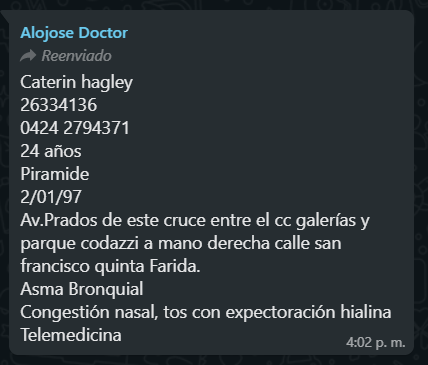 Alojose Doctor
Reenviado
Caterin hagley
26334136
0424 2794371
24 años
Piramide
2/01/97
Av.Prados de este cruce entre el cc galerías y
parque codazzi a mano derecha calle san
francisco quinta Farida.
Asma Bronquial
Congestión nasal, tos con expectoración hialina
Telemedicina
4:02 p. m.